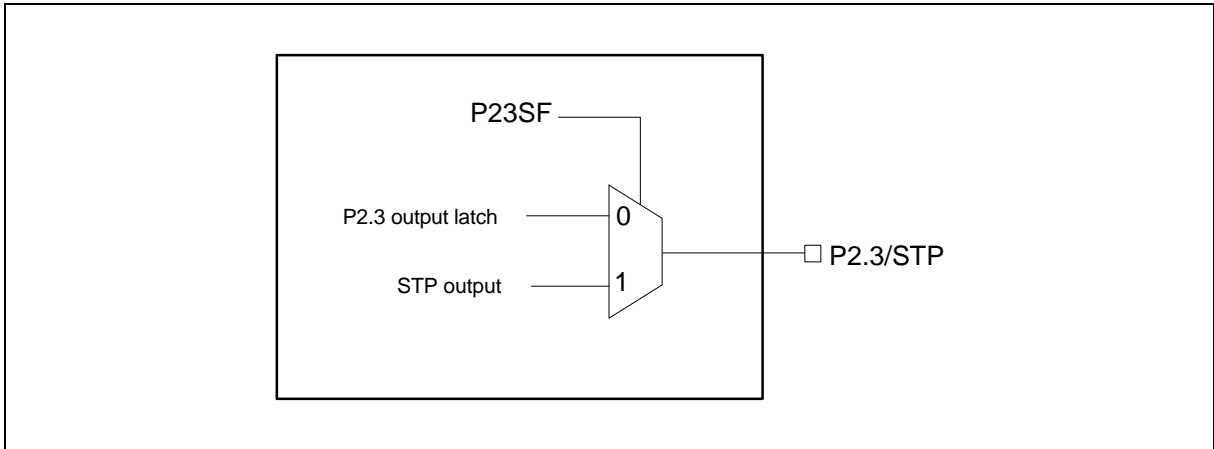 P23SF
P2.3 output latch
0
P2.3/STP
STP output
1